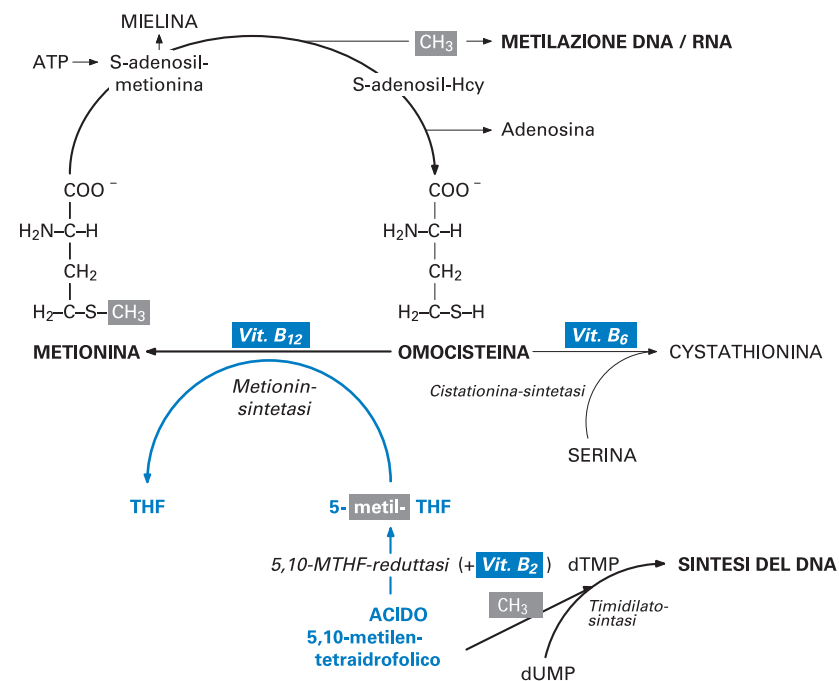 MIELINA
ATP
S-adenosil-
metionina
CH₃
METILAZIONE DNA / RNA
S-adenosil-Hcy
Adenosina
COO⁻
H₂N–C–H
CH₂
H₂–C–S–CH₃
COO⁻
H₂N–C–H
CH₂
H₂–C–S–H
Vit. B₁₂
Vit. B₆
METIONINA
OMOCISTEINA
CYSTATHIONINA
Metionin-
sintetasi
Cistationina-sintetasi
SERINA
THF
5- metil- THF
5,10-MTHF-reduttasi (+ Vit. B₂ )
dTMP
SINTESI DEL DNA
CH₃
Timidilato-
sintasi
ACIDO
5,10-metilen-
tetraidrofolico
dUMP